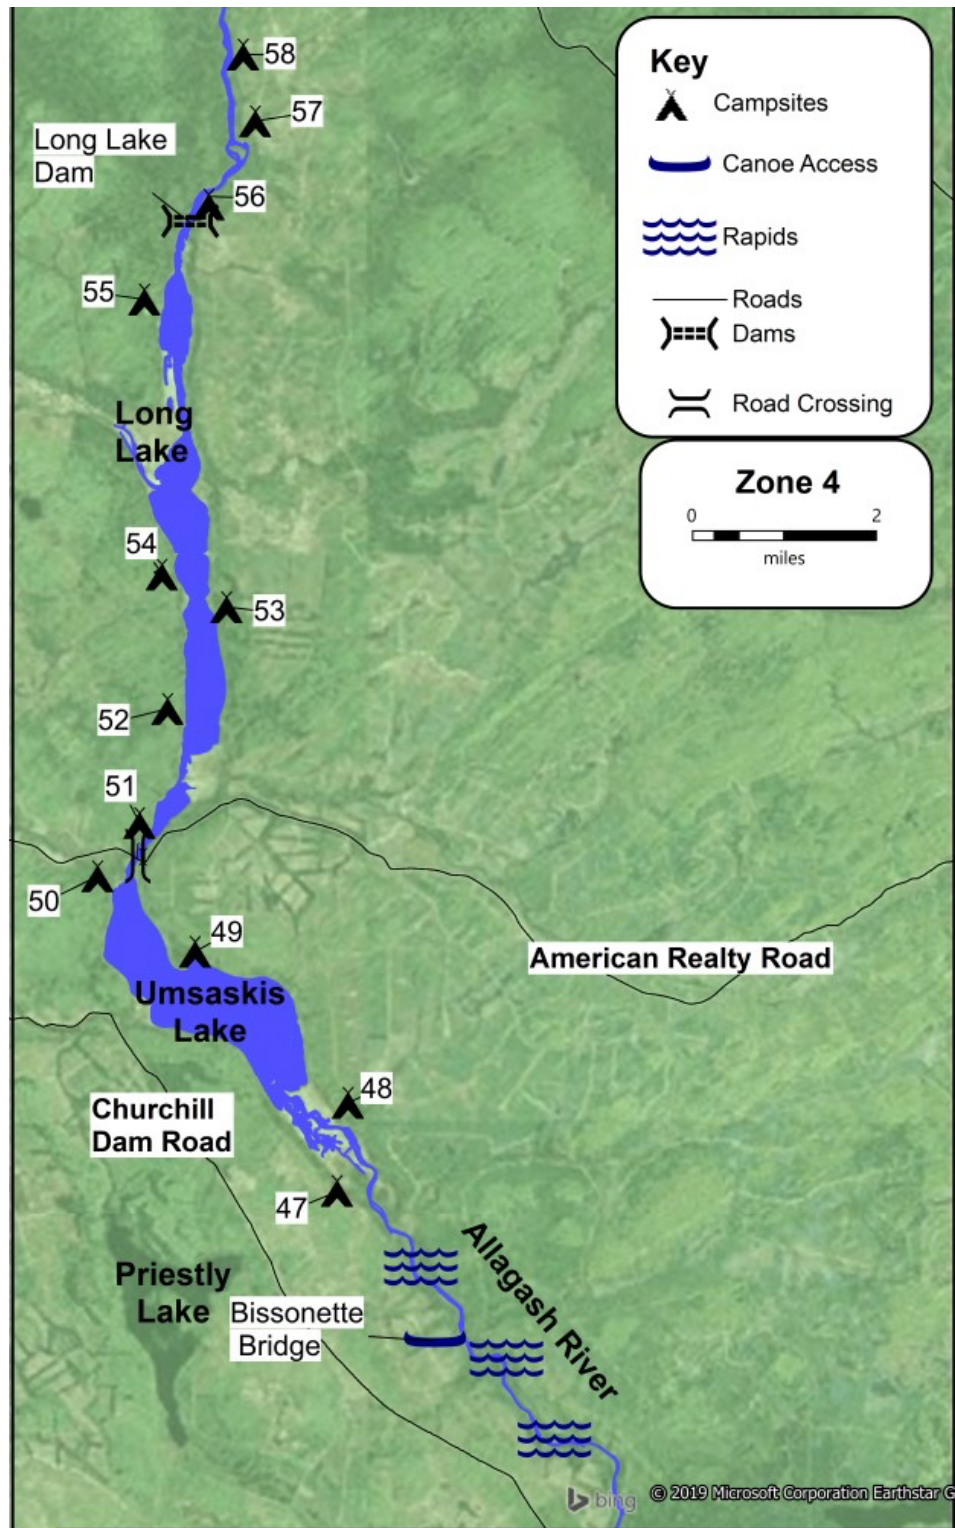 58
57
Long Lake
Dam
56
55
Long
Lake
54
53
52
51
50
49
Umsaskis
Lake
American Realty Road
48
Churchill
Dam Road
47
Priestly
Lake
Bissonette
Bridge
Allagash River
Key
Campsites
Canoe Access
Rapids
Roads
Dams
Road Crossing
Zone 4
0 2
miles
bing
© 2019 Microsoft Corporation Earthstar G